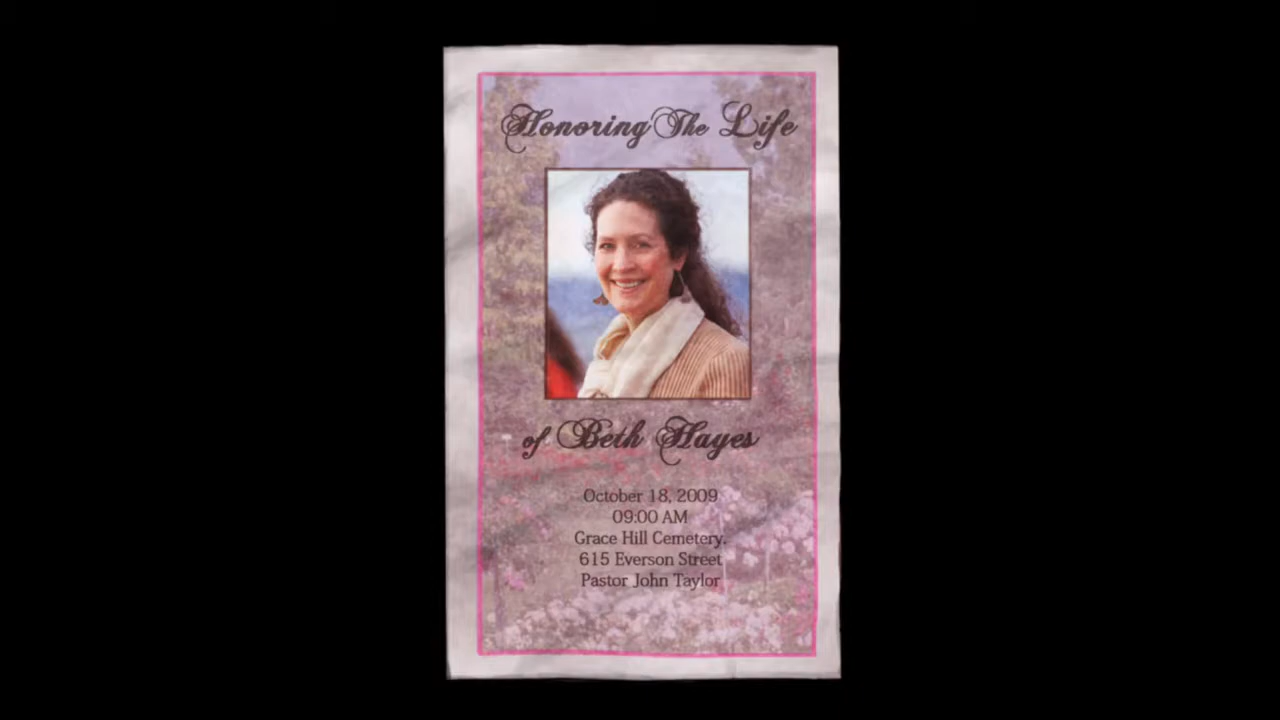 Honoring The Life
of Beth Hayes
October 18, 2009
09:00 AM
Grace Hill Cemetery.
615 Everson Street
Pastor John Taylor